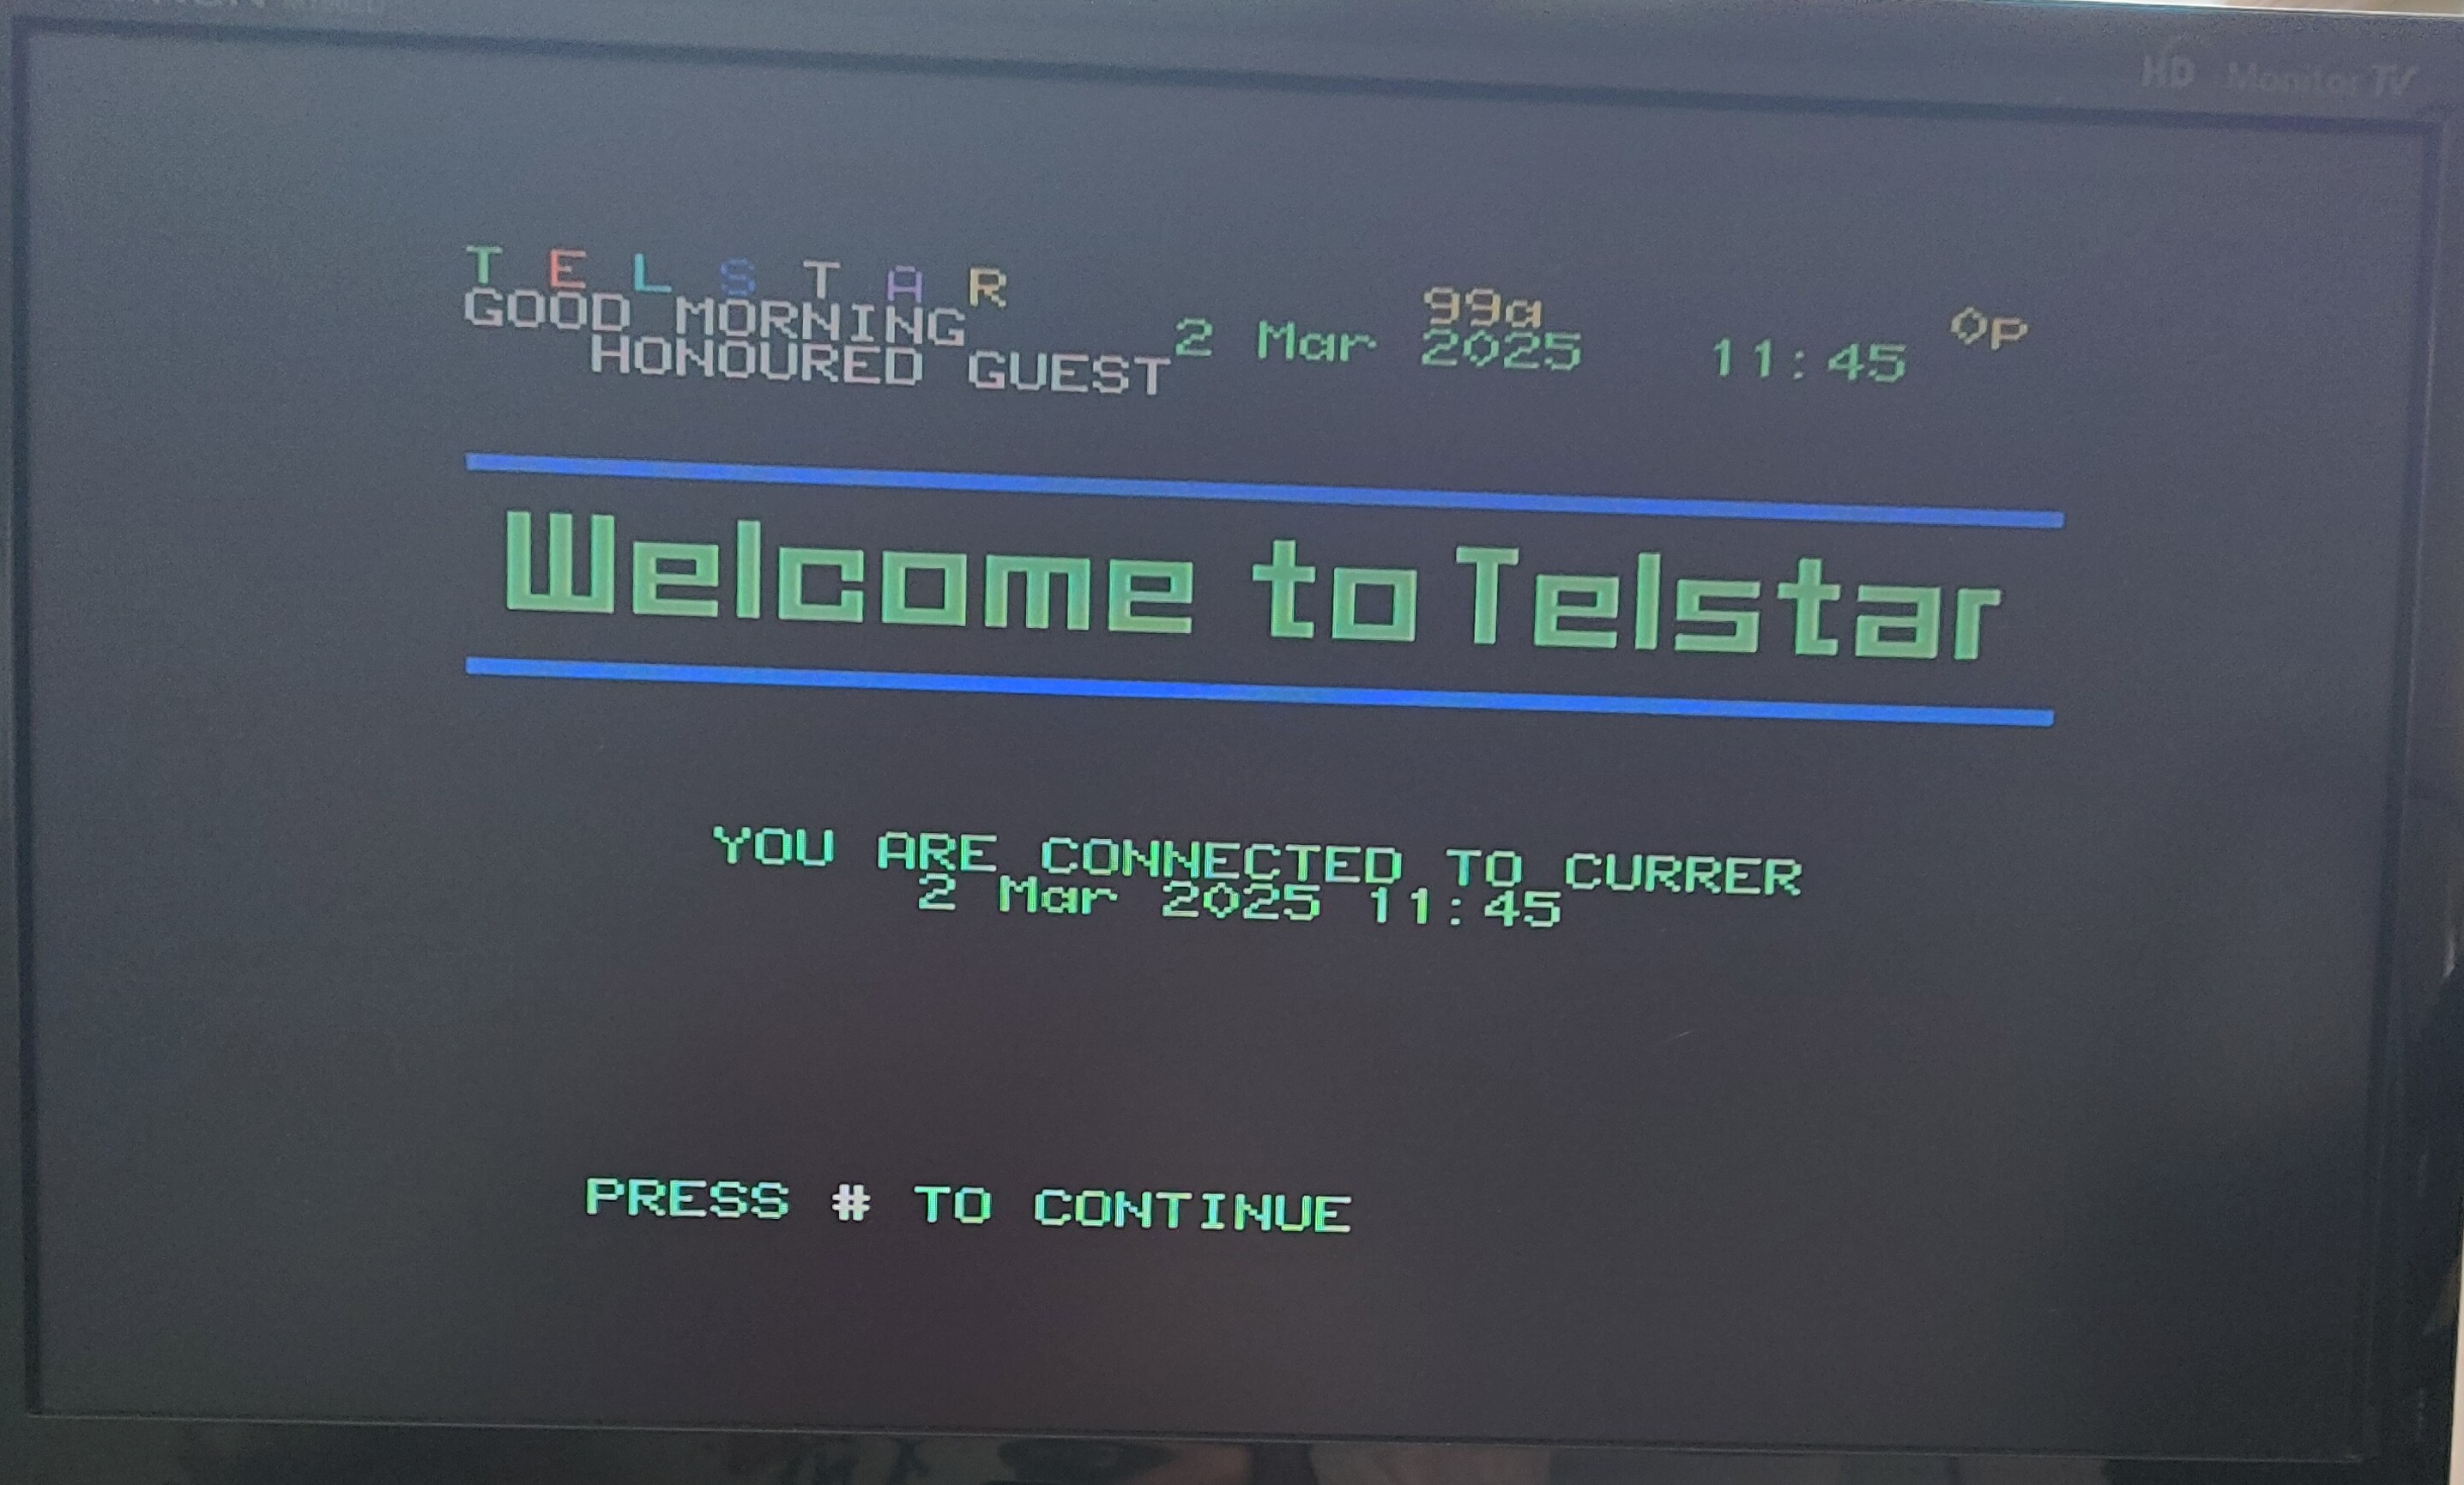 HD Monitor TV
T E L S T A R 99a 0p
GOOD MORNING 2 Mar 2025 11:45
HONOURED GUEST
Welcome to Telstar
YOU ARE CONNECTED TO CURRER
2 Mar 2025 11:45
PRESS # TO CONTINUE